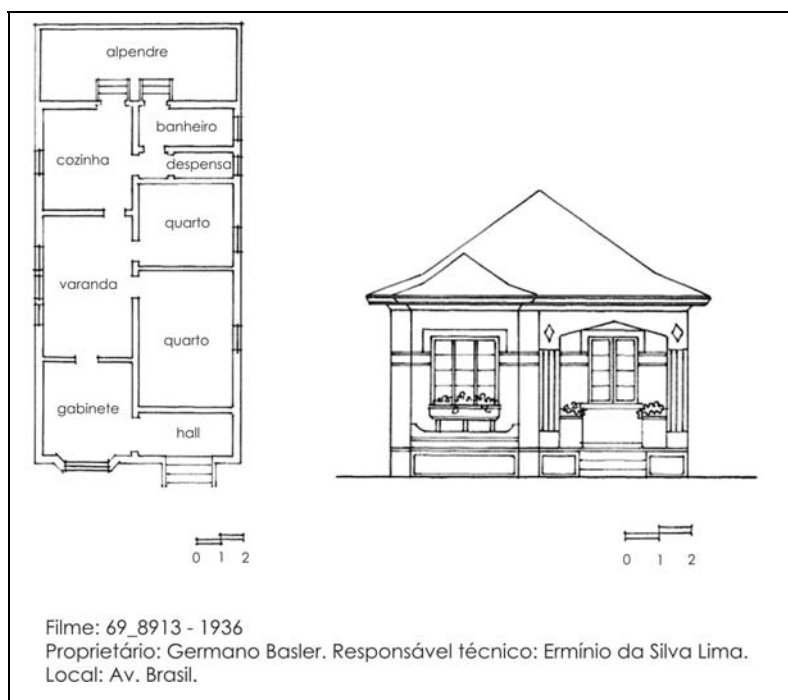 alpendre
banheiro
cozinha
despensa
quarto
varanda
quarto
gabinete
hall
0 1 2
0 1 2
Filme: 69_8913 - 1936
Proprietário: Germano Basler. Responsável técnico: Ermínio da Silva Lima.
Local: Av. Brasil.